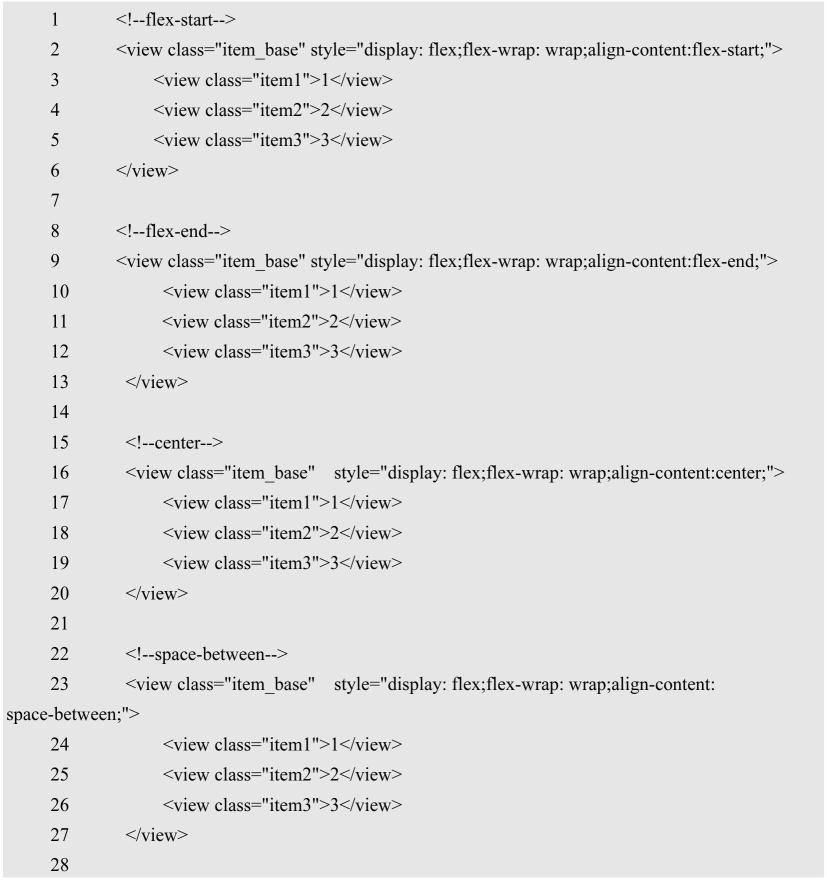 1 <!--flex-start-->
2 <view class="item_base" style="display: flex;flex-wrap: wrap;align-content:flex-start;">
3 <view class="item1">1</view>
4 <view class="item2">2</view>
5 <view class="item3">3</view>
6 </view>
7
8 <!--flex-end-->
9 <view class="item_base" style="display: flex;flex-wrap: wrap;align-content:flex-end;">
10 <view class="item1">1</view>
11 <view class="item2">2</view>
12 <view class="item3">3</view>
13 </view>
14
15 <!--center-->
16 <view class="item_base" style="display: flex;flex-wrap: wrap;align-content:center;">
17 <view class="item1">1</view>
18 <view class="item2">2</view>
19 <view class="item3">3</view>
20 </view>
21
22 <!--space-between-->
23 <view class="item_base" style="display: flex;flex-wrap: wrap;align-content:
space-between;">
24 <view class="item1">1</view>
25 <view class="item2">2</view>
26 <view class="item3">3</view>
27 </view>
28